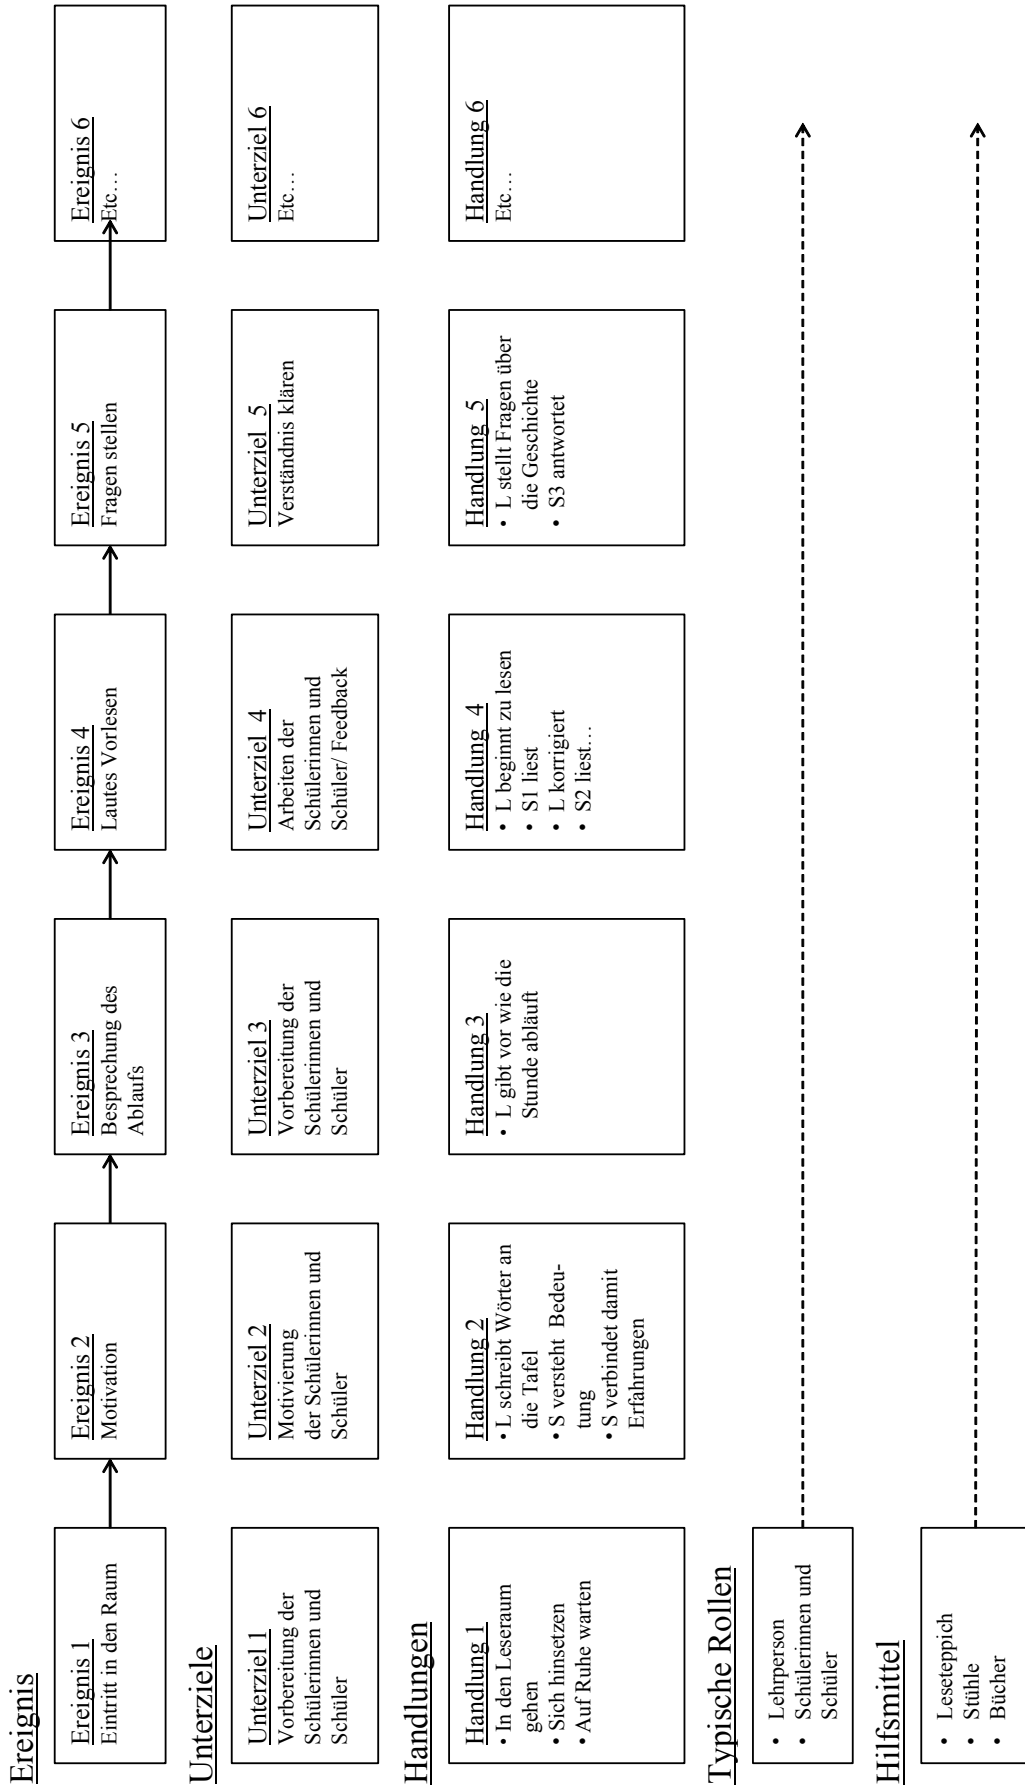 Ereignis
Ereignis 1
Eintritt in den Raum
Ereignis 2
Motivation
Ereignis 3
Besprechung des
Ablaufs
Ereignis 4
Lautes Vorlesen
Ereignis 5
Fragen stellen
Ereignis 6
Etc…
Unterziele
Unterziel 1
Vorbereitung der
Schülerinnen und
Schüler
Unterziel 2
Motivierung
der Schülerinnen und
Schüler
Unterziel 3
Vorbereitung der
Schülerinnen und
Schüler
Unterziel 4
Arbeiten der
Schülerinnen und
Schüler/ Feedback
Unterziel 5
Verständnis klären
Unterziel 6
Etc…
Handlungen
Handlung 1
• In den Leseraum
gehen
• Sich hinsetzen
• Auf Ruhe warten
Handlung 2
• L schreibt Wörter an
die Tafel
• S versteht Bedeu-
tung
• S verbindet damit
Erfahrungen
Handlung 3
• L gibt vor wie die
Stunde abläuft
Handlung 4
• L beginnt zu lesen
• S1 liest
• L korrigiert
• S2 liest…
Handlung 5
• L stellt Fragen über
die Geschichte
• S3 antwortet
Handlung 6
Etc…
Typische Rollen
• Lehrperson
• Schülerinnen und
Schüler
Hilfsmittel
• Leseteppich
• Stühle
• Bücher